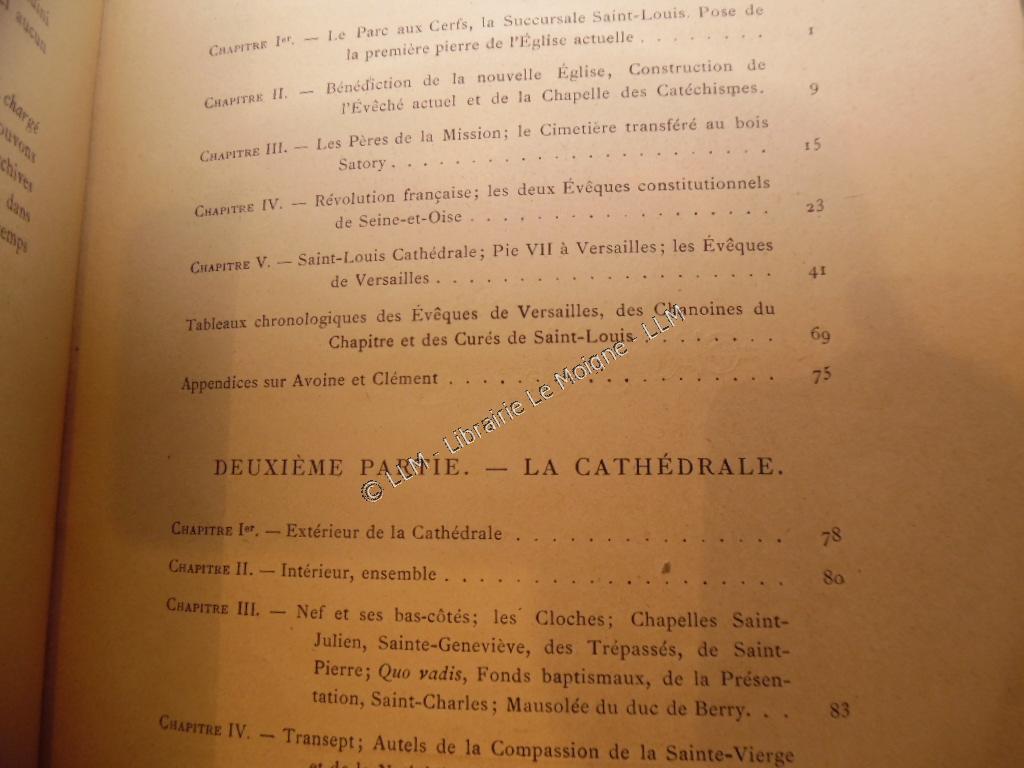 aucun
chargé
ouvons
chives
dans
temps
CHAPITRE Ier. — Le Parc aux Cerfs, la Succursale Saint-Louis. Pose de
la première pierre de l'Église actuelle . . . . . . . . 1
CHAPITRE II. — Bénédiction de la nouvelle Église, Construction de
l'Évêché actuel et de la Chapelle des Catéchismes. 9
CHAPITRE III. — Les Pères de la Mission; le Cimetière transféré au bois
Satory . . . . . . . . . . . . . . . . . . . . . . 15
CHAPITRE IV. — Révolution française; les deux Évêques constitutionnels
de Seine-et-Oise . . . . . . . . . . . . . . . . . 23
CHAPITRE V. — Saint-Louis Cathédrale; Pie VII à Versailles; les Évêques
de Versailles . . . . . . . . . . . . . . . . . . . 41
Tableaux chronologiques des Évêques de Versailles, des Chanoines du
Chapitre et des Curés de Saint-Louis . . . . . . . . 69
Appendices sur Avoine et Clément . . . . . . . . . . . . . . . . . . 75
© LLM - Librairie Le Moigne - LLM
DEUXIÈME PARTIE. — LA CATHÉDRALE.
CHAPITRE Ier. — Extérieur de la Cathédrale . . . . . . . . . . . . . . . 78
CHAPITRE II. — Intérieur, ensemble . . . . . . . . . . . . . . . . . . . 80
CHAPITRE III. — Nef et ses bas-côtés; les Cloches; Chapelles Saint-
Julien, Sainte-Geneviève, des Trépassés, de Saint-
Pierre; Quo vadis, Fonds baptismaux, de la Présen-
tation, Saint-Charles; Mausolée du duc de Berry. . . 83
CHAPITRE IV. — Transept; Autels de la Compassion de la Sainte-Vierge